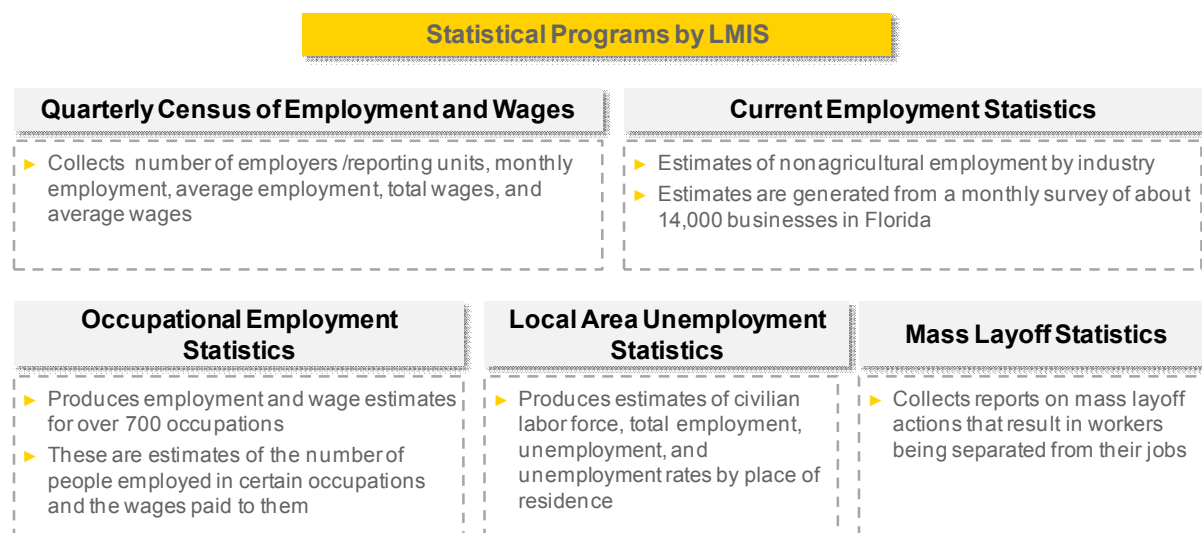 Statistical Programs by LMIS
Quarterly Census of Employment and Wages
► Collects number of employers /reporting units, monthly
employment, average employment, total wages, and
average wages
Current Employment Statistics
► Estimates of nonagricultural employment by industry
► Estimates are generated from a monthly survey of about
14,000 businesses in Florida
Occupational Employment
Statistics
► Produces employment and wage estimates
for over 700 occupations
► These are estimates of the number of
people employed in certain occupations
and the wages paid to them
Local Area Unemployment
Statistics
► Produces estimates of civilian
labor force, total employment,
unemployment, and
unemployment rates by place of
residence
Mass Layoff Statistics
► Collects reports on mass layoff
actions that result in workers
being separated from their jobs